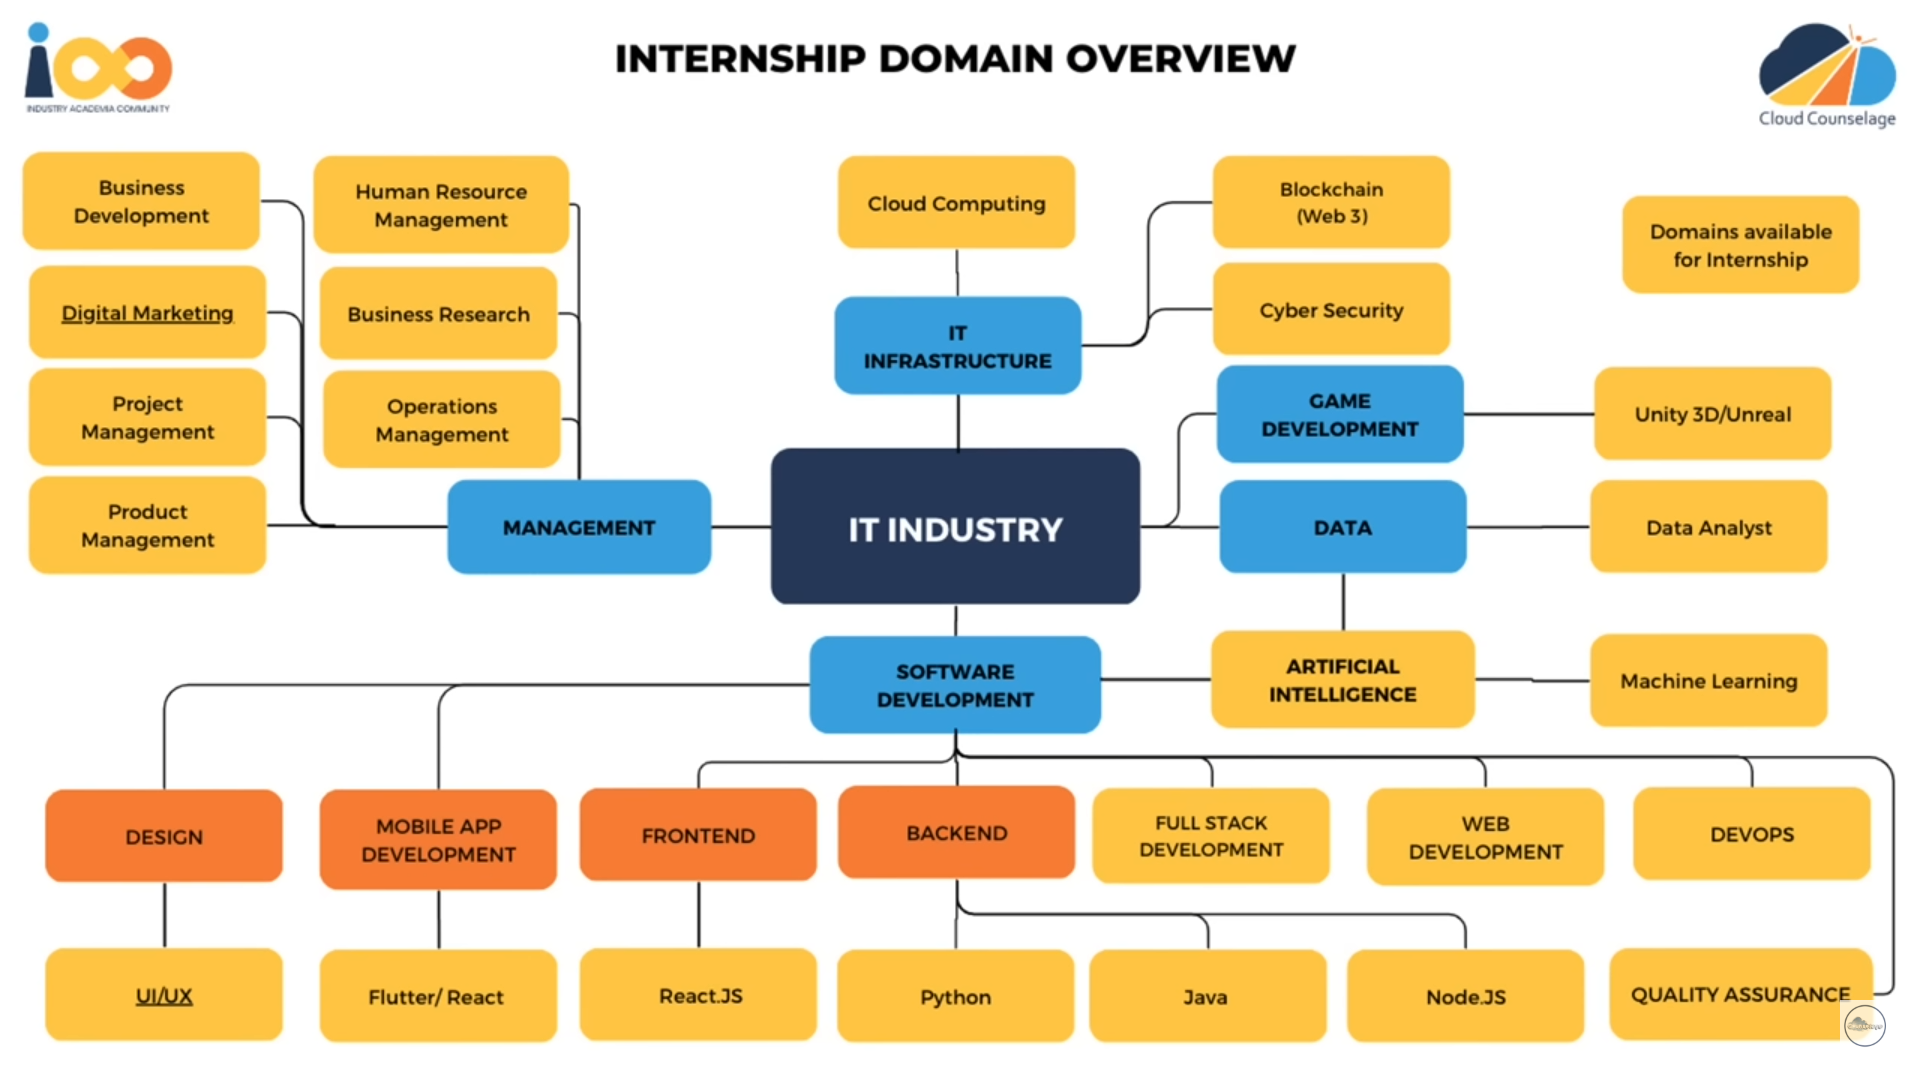 INDUSTRY ACADEMIA COMMUNITY
INTERNSHIP DOMAIN OVERVIEW
Cloud Counselage
Business
Development
Human Resource
Management
Cloud Computing
Blockchain
(Web 3)
Domains available
for Internship
Digital Marketing
Business Research
IT
INFRASTRUCTURE
Cyber Security
Project
Management
Operations
Management
GAME
DEVELOPMENT
Unity 3D/Unreal
Product
Management
MANAGEMENT
IT INDUSTRY
DATA
Data Analyst
SOFTWARE
DEVELOPMENT
ARTIFICIAL
INTELLIGENCE
Machine Learning
DESIGN
MOBILE APP
DEVELOPMENT
FRONTEND
BACKEND
FULL STACK
DEVELOPMENT
WEB
DEVELOPMENT
DEVOPS
UI/UX
Flutter/ React
React.JS
Python
Java
Node.JS
QUALITY ASSURANCE